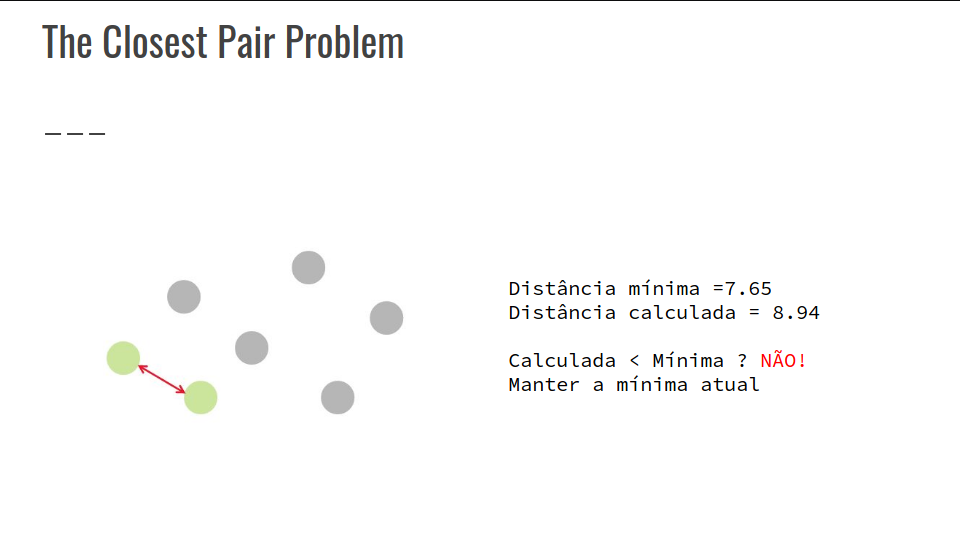 The Closest Pair Problem
Distância mínima =7.65
Distância calculada = 8.94
Calculada < Mínima ? NÃO!
Manter a mínima atual